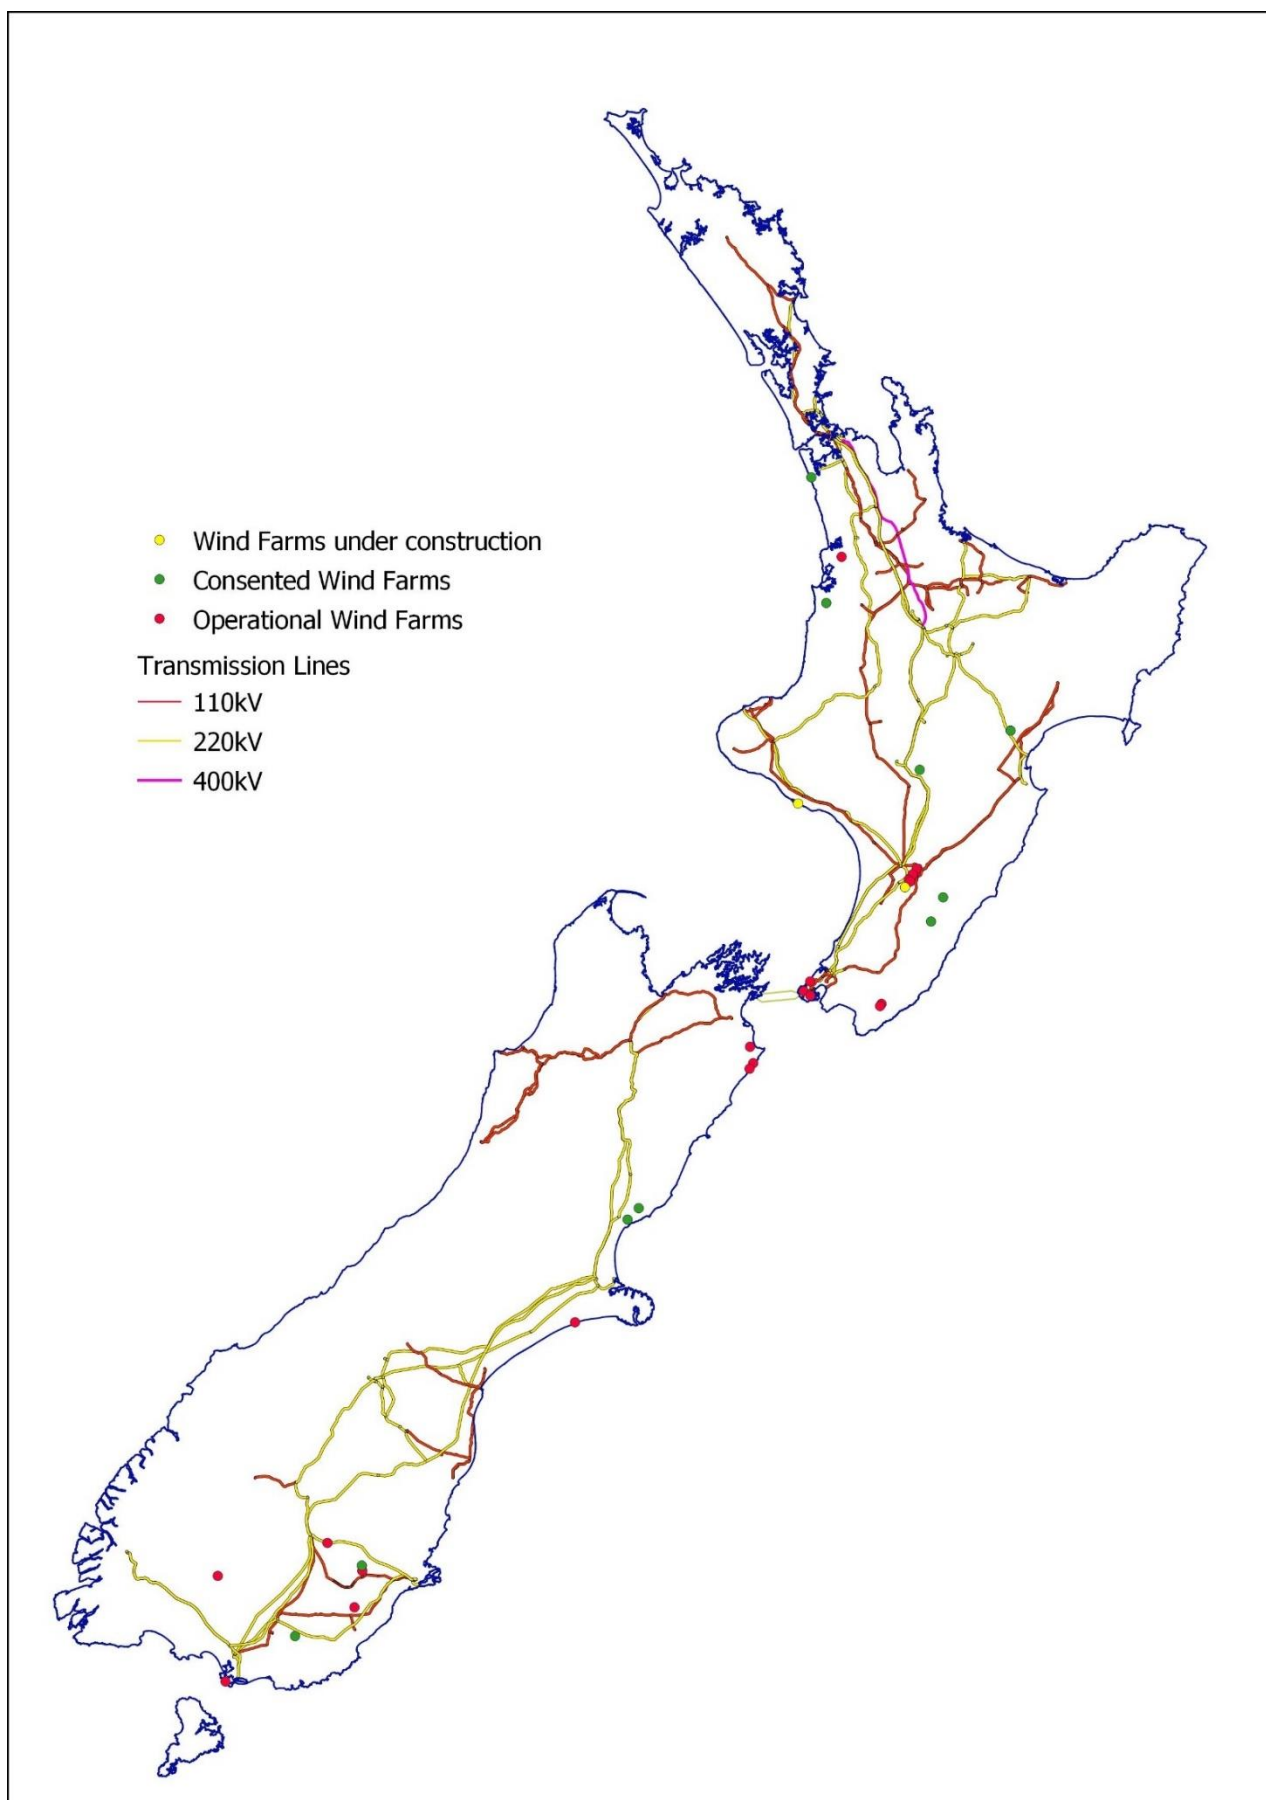 Wind Farms under construction
Consented Wind Farms
Operational Wind Farms
Transmission Lines
110kV
220kV
400kV